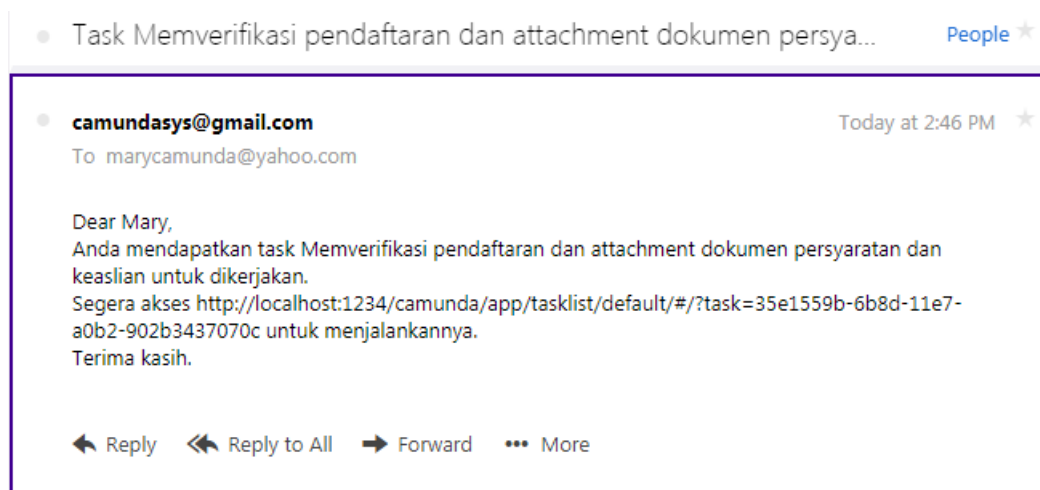 Task Memverifikasi pendaftaran dan attachment dokumen persya... People
camundasys@gmail.com Today at 2:46 PM
To marycamunda@yahoo.com
Dear Mary,
Anda mendapatkan task Memverifikasi pendaftaran dan attachment dokumen persyaratan dan
keaslian untuk dikerjakan.
Segera akses http://localhost:1234/camunda/app/tasklist/default/#/?task=35e1559b-6b8d-11e7-
a0b2-902b3437070c untuk menjalankannya.
Terima kasih.
Reply Reply to All Forward More